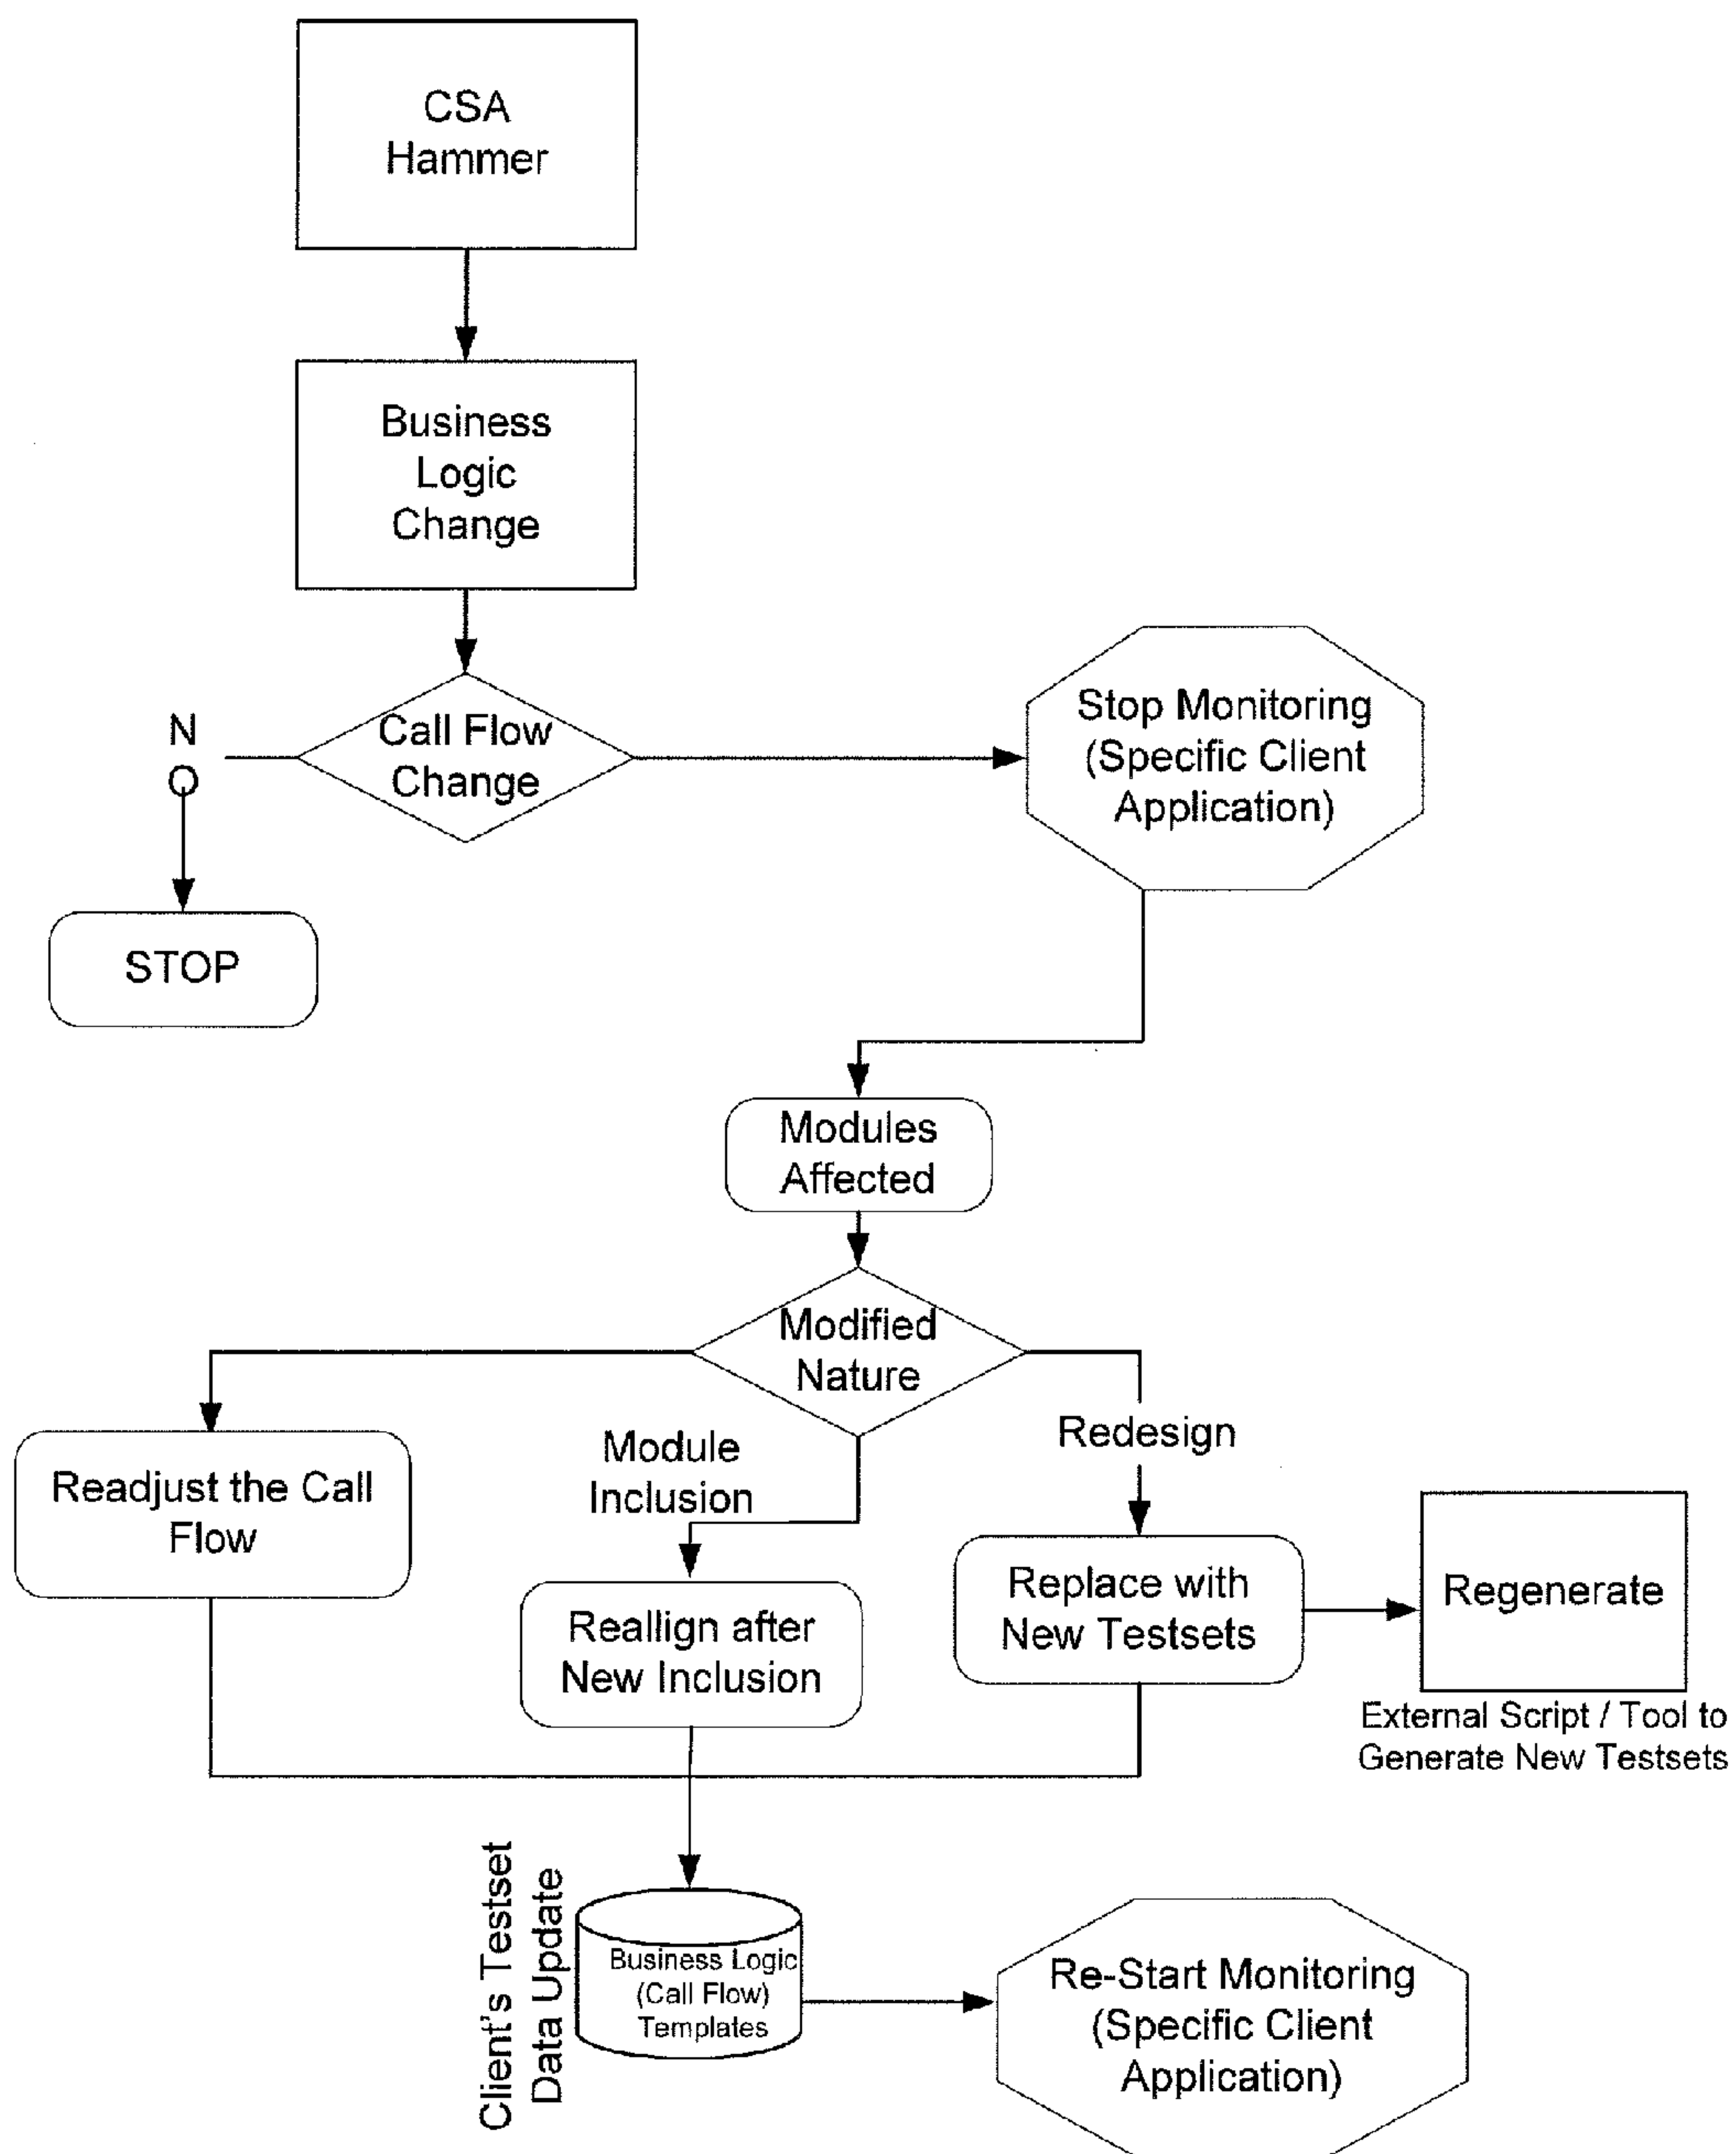 CSA
Hammer
Business
Logic
Change
Call Flow
Change
N
O
STOP
Stop Monitoring
(Specific Client
Application)
Modules
Affected
Modified
Nature
Readjust the Call
Flow
Module
Inclusion
Reallign after
New Inclusion
Redesign
Replace with
New Testsets
Regenerate
External Script / Tool to
Generate New Testsets
Client's Testset
Data Update
Business Logic
(Call Flow)
Templates
Re-Start Monitoring
(Specific Client
Application)